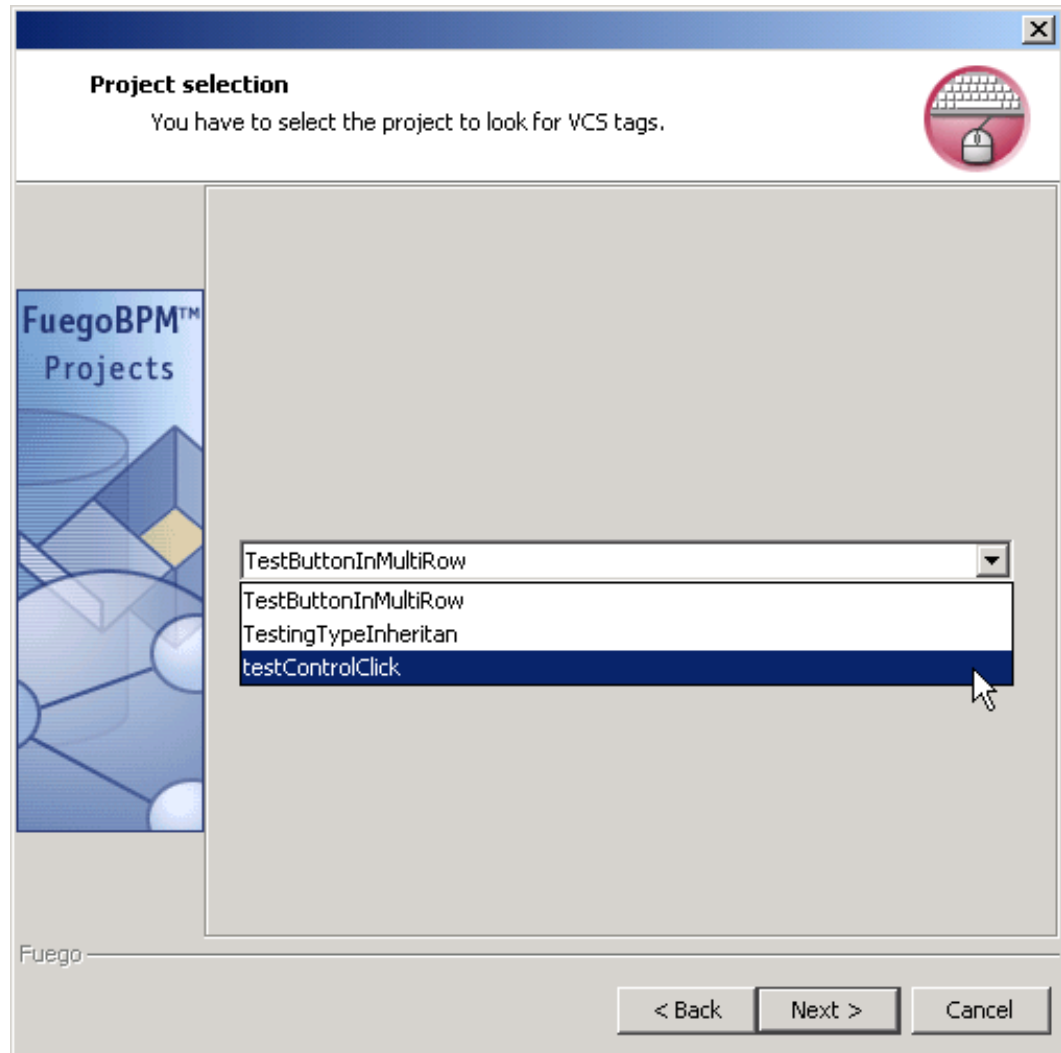 Project selection
You have to select the project to look for VCS tags.
FuegoBPM™
Projects
TestButtonInMultiRow
TestButtonInMultiRow
TestingTypeInheritan
testControlClick
Fuego
< Back
Next >
Cancel